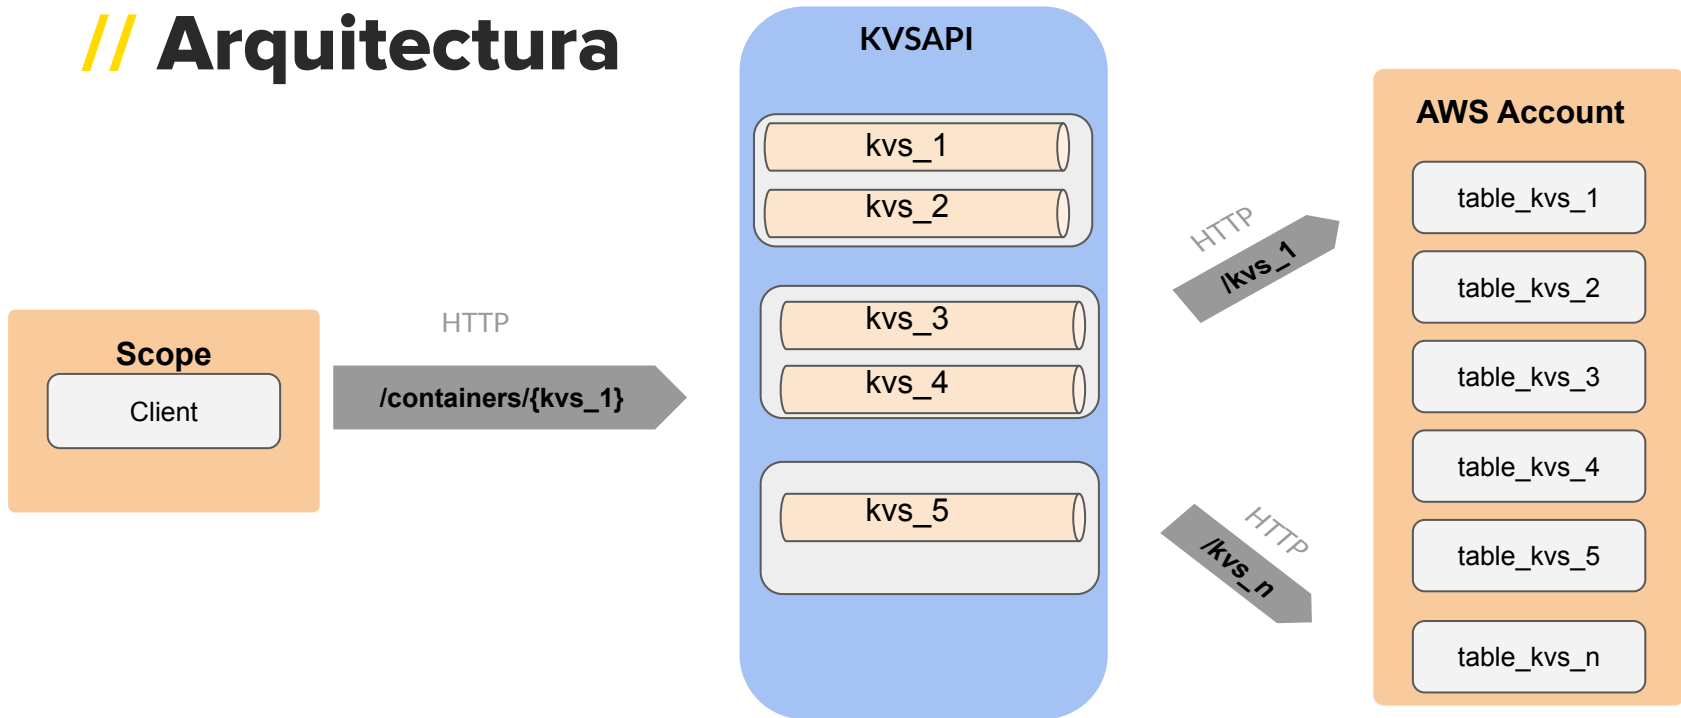 // Arquitectura
Scope
Client
HTTP
/containers/{kvs_1}
KVSAPI
kvs_1
kvs_2
kvs_3
kvs_4
kvs_5
HTTP
/kvs_1
HTTP
/kvs_n
AWS Account
table_kvs_1
table_kvs_2
table_kvs_3
table_kvs_4
table_kvs_5
table_kvs_n